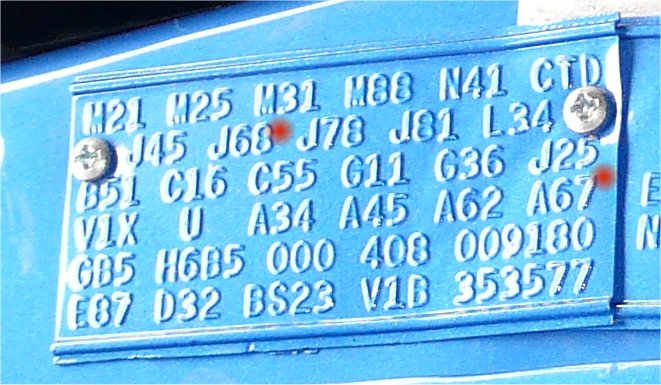 M21 M25 M31 M88 N41 CTD
J45 J68 J78 J81 L34
B51 C16 C55 G11 G36 J25
V1X U A34 A45 A62 A67
GB5 H6B5 000 408 009180
E87 D32 BS23 V1B 353577